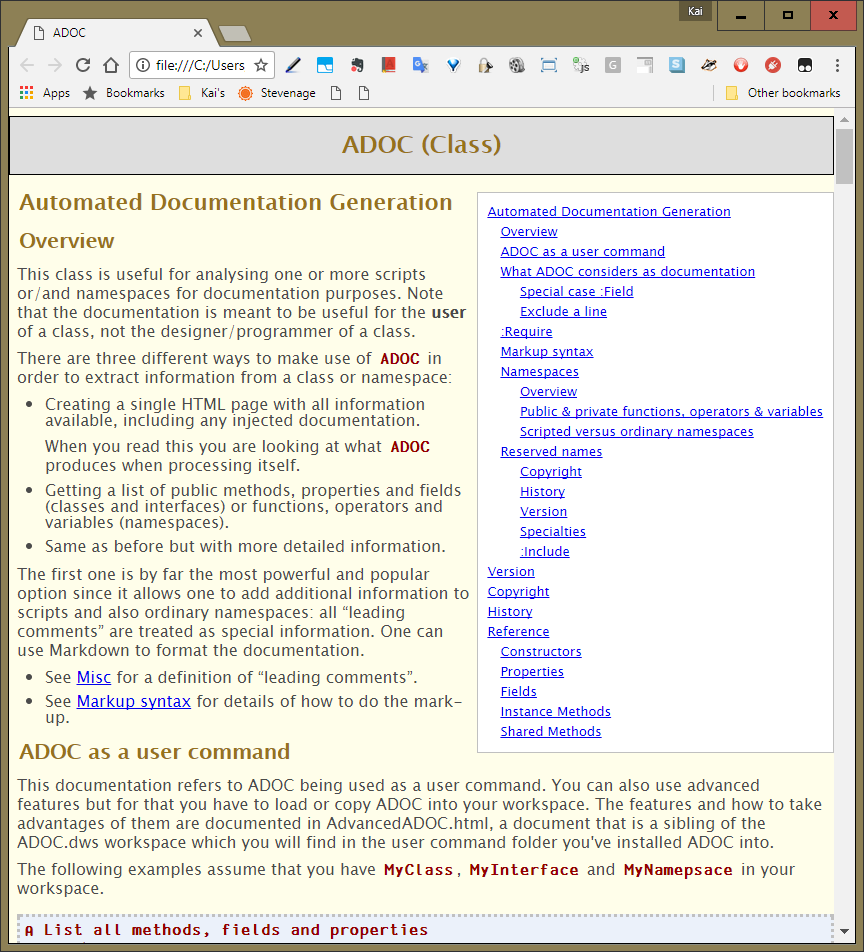 Kai
ADOC
file:///C:/Users
Apps
Bookmarks
Kai's
Stevenage
Other bookmarks
ADOC (Class)
Automated Documentation Generation
Overview
This class is useful for analysing one or more scripts
or/and namespaces for documentation purposes. Note
that the documentation is meant to be useful for the user
of a class, not the designer/programmer of a class.
There are three different ways to make use of ADOC in
order to extract information from a class or namespace:
• Creating a single HTML page with all information
available, including any injected documentation.
When you read this you are looking at what ADOC
produces when processing itself.
• Getting a list of public methods, properties and fields
(classes and interfaces) or functions, operators and
variables (namespaces).
• Same as before but with more detailed information.
The first one is by far the most powerful and popular
option since it allows one to add additional information to
scripts and also ordinary namespaces: all “leading
comments” are treated as special information. One can
use Markdown to format the documentation.
• See Misc for a definition of “leading comments”.
• See Markup syntax for details of how to do the mark-
up.
Automated Documentation Generation
Overview
ADOC as a user command
What ADOC considers as documentation
Special case :Field
Exclude a line
:Require
Markup syntax
Namespaces
Overview
Public & private functions, operators & variables
Scripted versus ordinary namespaces
Reserved names
Copyright
History
Version
Specialties
:Include
Version
Copyright
History
Reference
Constructors
Properties
Fields
Instance Methods
Shared Methods
ADOC as a user command
This documentation refers to ADOC being used as a user command. You can also use advanced
features but for that you have to load or copy ADOC into your workspace. The features and how to take
advantages of them are documented in AdvancedADOC.html, a document that is a sibling of the
ADOC.dws workspace which you will find in the user command folder you've installed ADOC into.
The following examples assume that you have MyClass, MyInterface and MyNamepsace in your
workspace.
⍝ List all methods, fields and properties